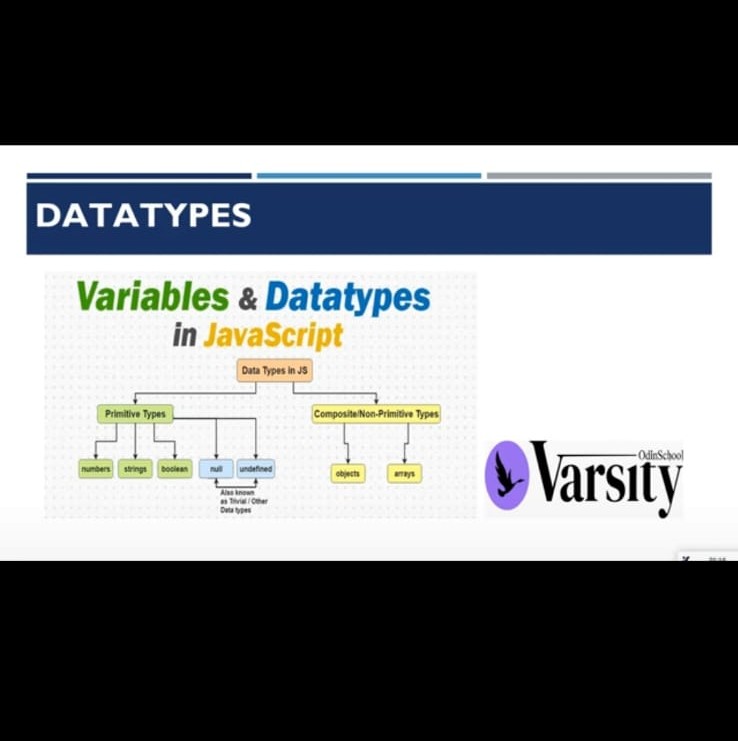 DATATYPES
Variables & Datatypes
in JavaScript
Data Types in JS
Primitive Types
Composite/Non-Primitive Types
numbers
strings
boolean
null
undefined
objects
arrays
Also known
as Trivial / Other
Data types
OdinSchool
Varsity